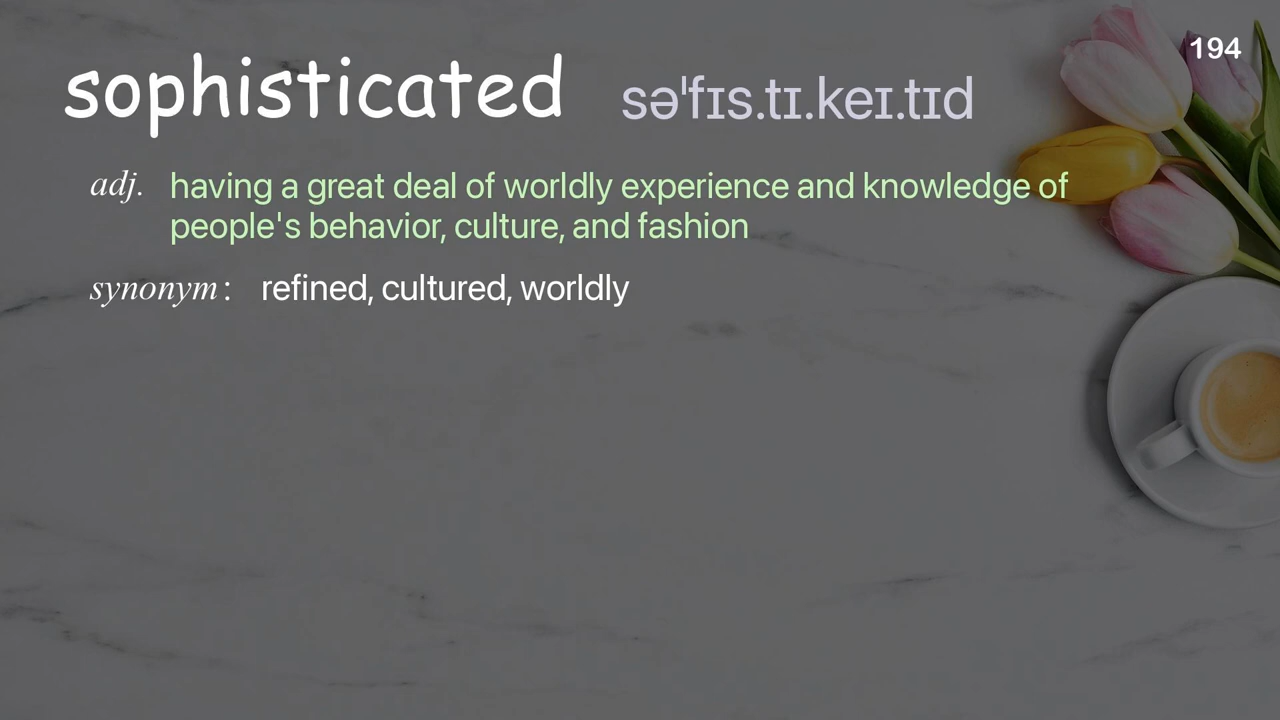 194
sophisticated səˈfɪs.tɪ.keɪ.tɪd
adj. having a great deal of worldly experience and knowledge of
people's behavior, culture, and fashion
synonym: refined, cultured, worldly